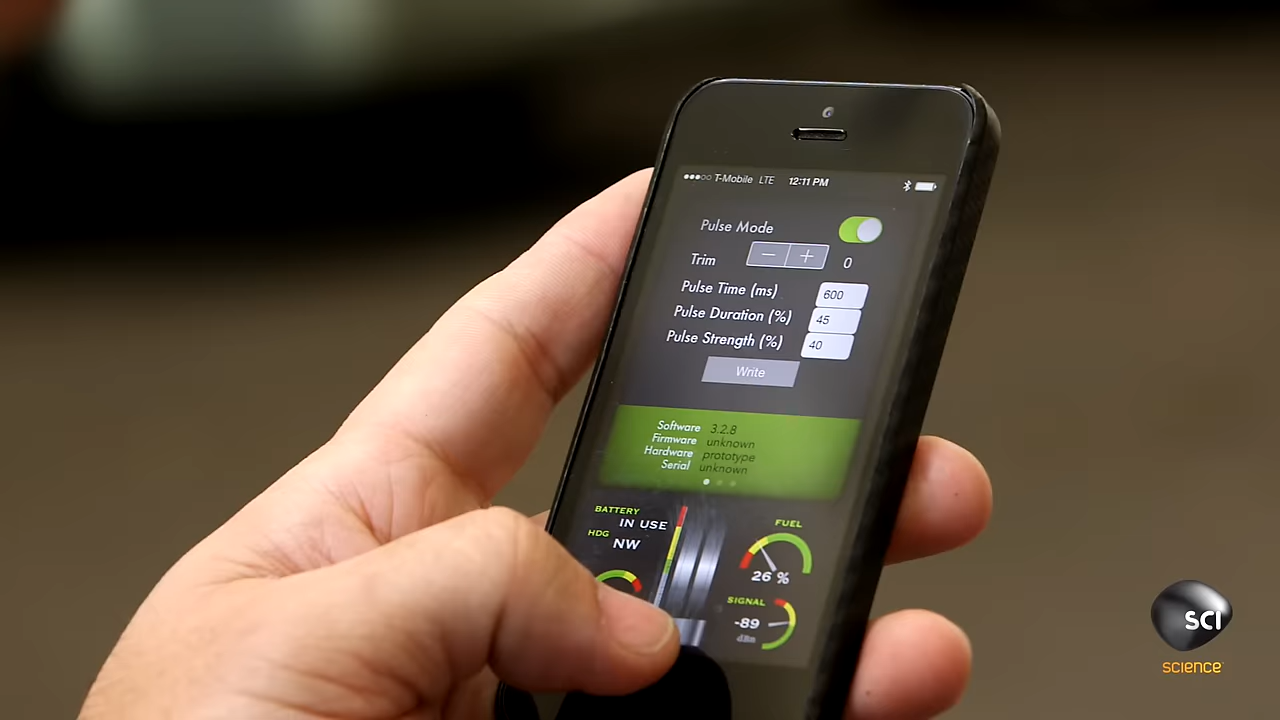 T-Mobile LTE 12:11 PM
Pulse Mode
Trim − + 0
Pulse Time (ms) 600
Pulse Duration (%) 45
Pulse Strength (%) 40
Write
Software 3.2.8
Firmware unknown
Hardware prototype
Serial unknown
BATTERY
IN USE
HDG
NW
FUEL
26 %
SIGNAL
-89
dBm
SCI
SCIENCE